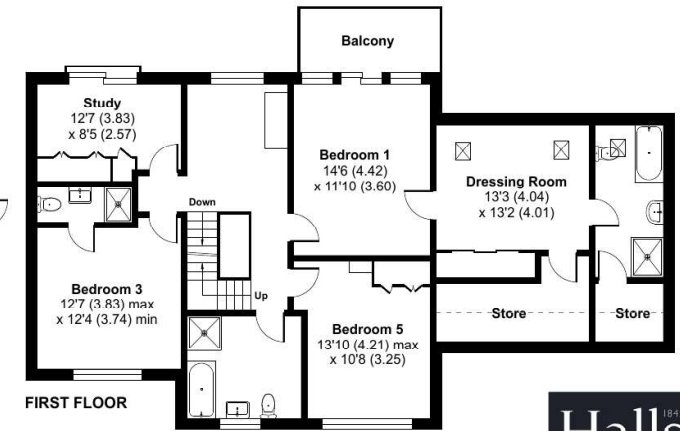 Balcony
Study
12'7 (3.83)
x 8'5 (2.57)
Bedroom 1
14'6 (4.42)
x 11'10 (3.60)
Dressing Room
13'3 (4.04)
x 13'2 (4.01)
Down
Bedroom 3
12'7 (3.83) max
x 12'4 (3.74) min
Up
Bedroom 5
13'10 (4.21) max
x 10'8 (3.25)
Store
Store
FIRST FLOOR
Halls